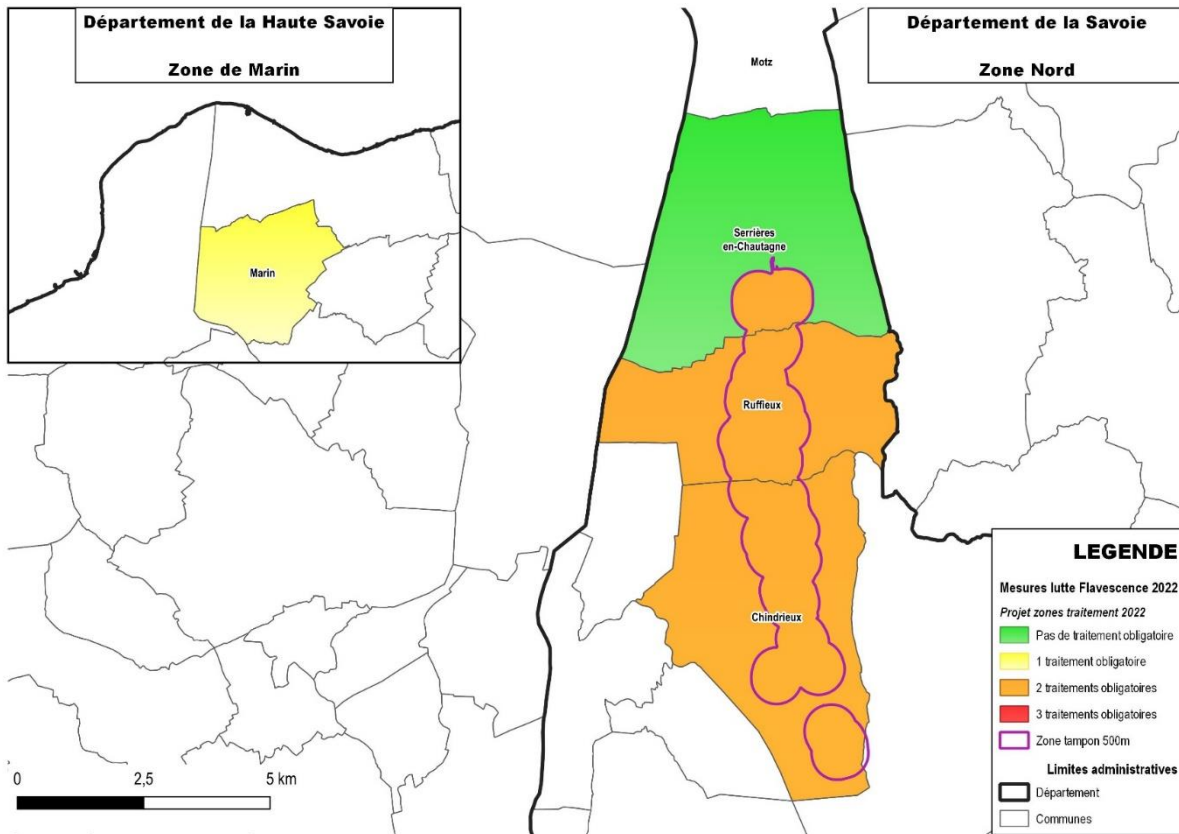 Département de la Haute Savoie
Zone de Marin
Marin
Département de la Savoie
Zone Nord
Motz
Serrières
en-Chautagne
Ruffieux
Chindrieux
0 2,5 5 km
LEGENDE
Mesures lutte Flavescence 2022
Projet zones traitement 2022
Pas de traitement obligatoire
1 traitement obligatoire
2 traitements obligatoires
3 traitements obligatoires
Zone tampon 500m
Limites administratives
Département
Communes